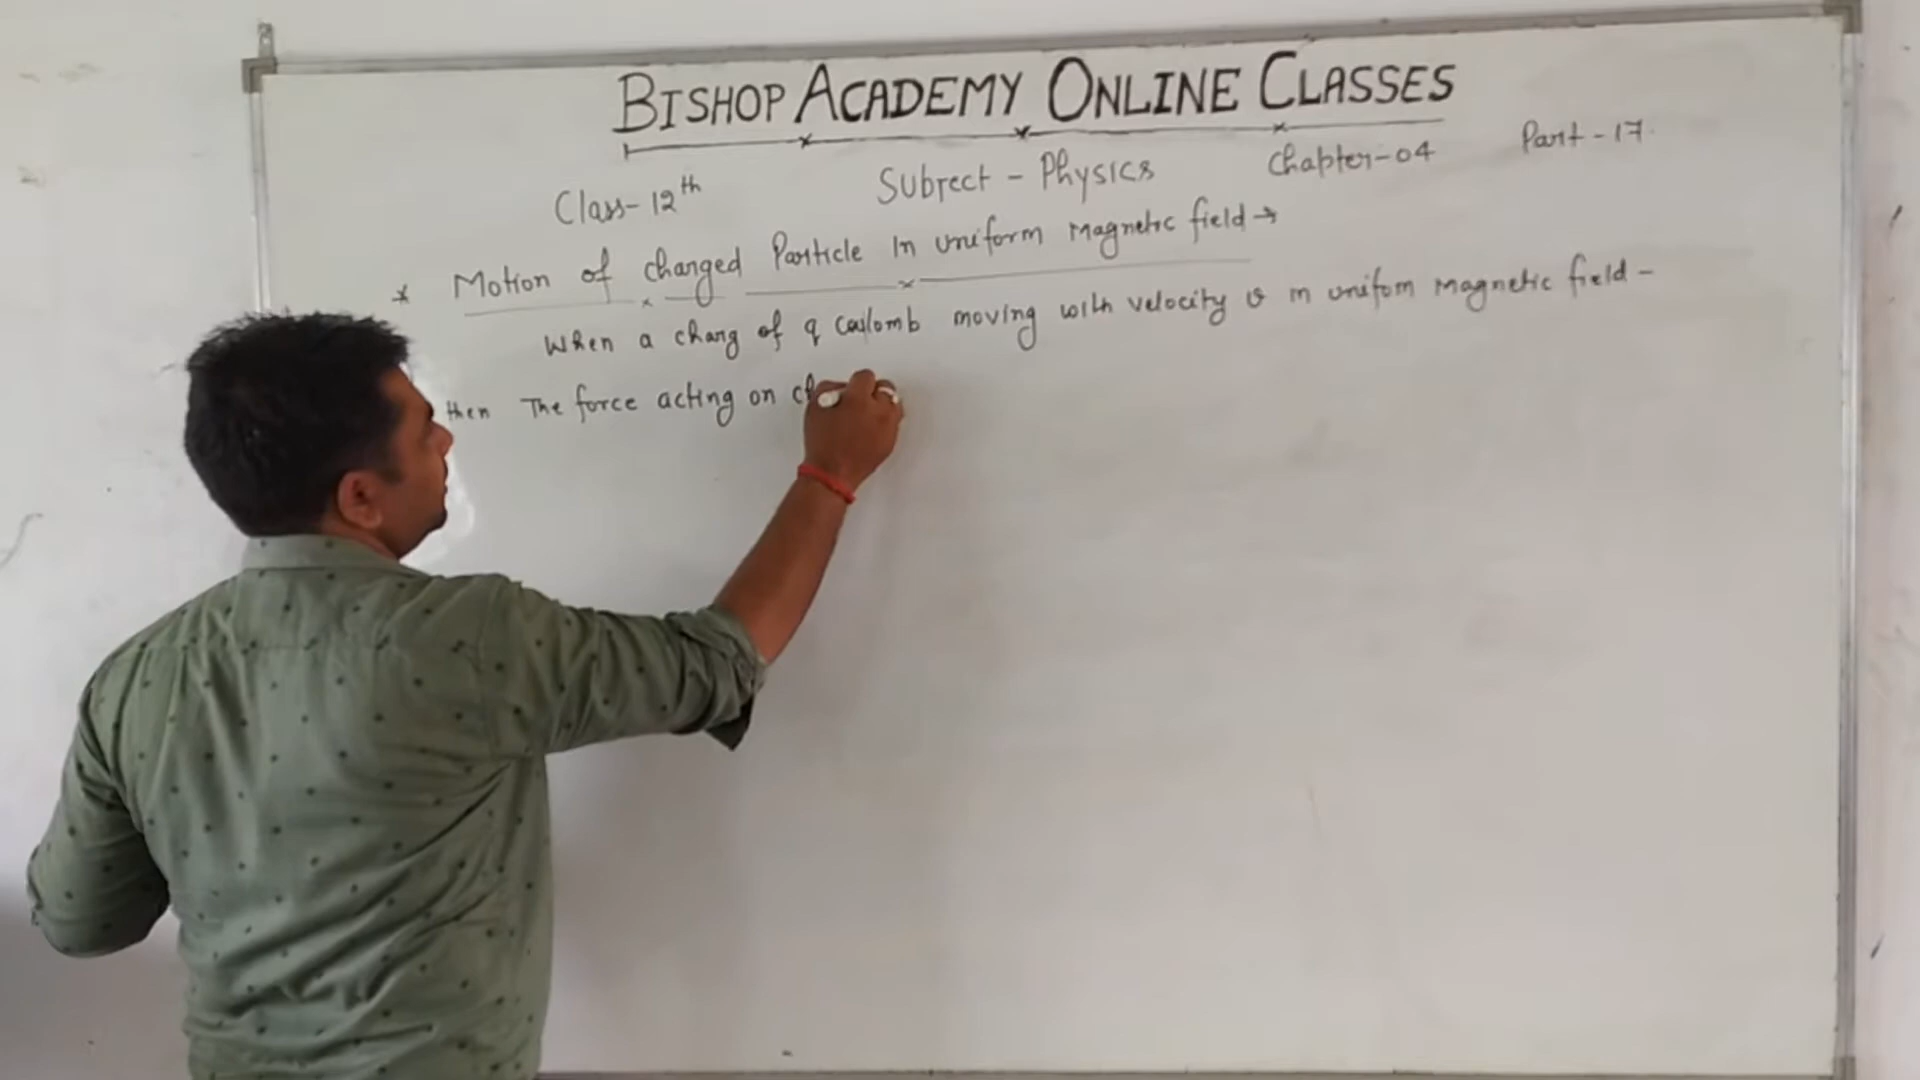 BISHOP ACADEMY ONLINE CLASSES
Class-12th Subject - Physics Chapter-04 Part-17
* Motion of charged Particle In uniform Magnetic field →
When a charg of q Coulomb moving with velocity v in unifom magnetic field -
then The force acting on